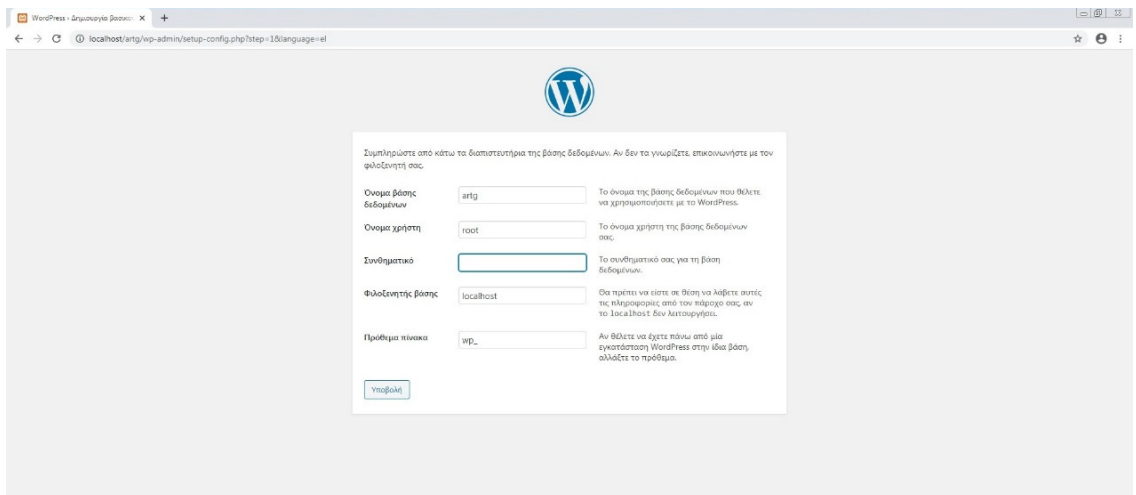 WordPress › Δημιουργία βασικού
localhost/artg/wp-admin/setup-config.php?step=1&language=el
Συμπληρώστε από κάτω τα διαπιστευτήρια της βάσης δεδομένων. Αν δεν τα γνωρίζετε, επικοινωνήστε με τον
φιλοξενητή σας.
Όνομα βάσης
δεδομένων
artg
Το όνομα της βάσης δεδομένων που θέλετε
να χρησιμοποιήσετε με το WordPress.
Όνομα χρήστη
root
Το όνομα χρήστη της βάσης δεδομένων
σας.
Συνθηματικό
Το συνθηματικό σας για τη βάση
δεδομένων.
Φιλοξενητής βάσης
localhost
Θα πρέπει να είστε σε θέση να λάβετε αυτές
τις πληροφορίες από τον πάροχο σας, αν
το localhost δεν λειτουργήσει.
Πρόθεμα πίνακα
wp_
Αν θέλετε να έχετε πάνω από μία
εγκατάσταση WordPress στην ίδια βάση,
αλλάξτε το πρόθεμα.
Υποβολή